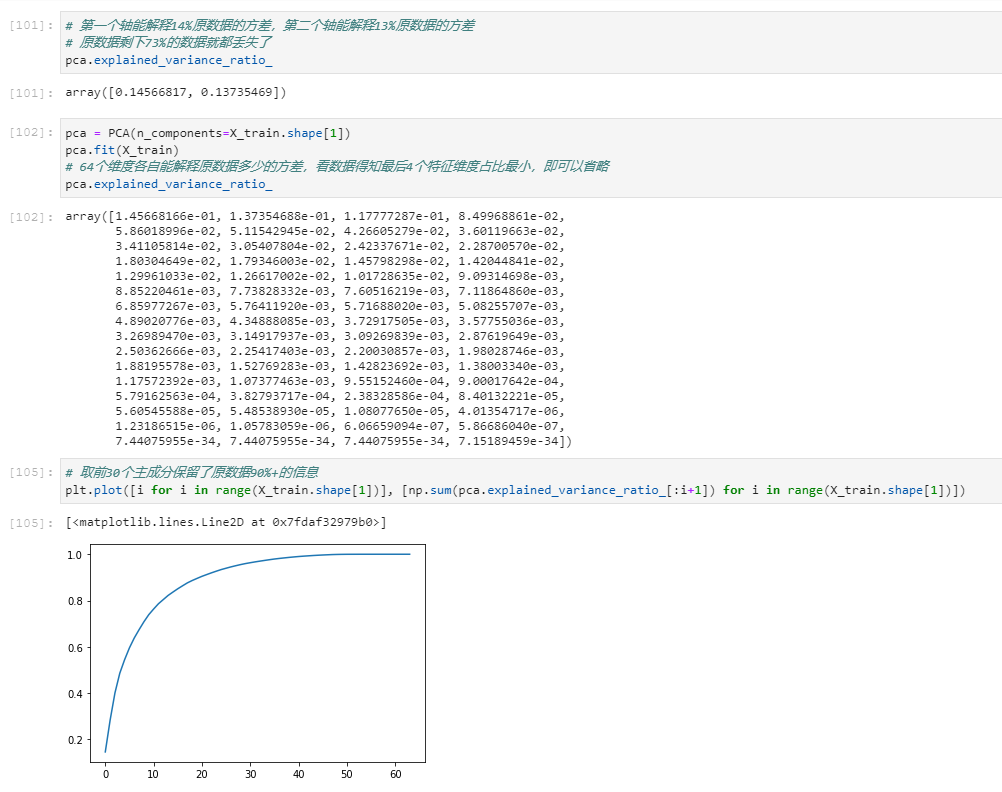 [101]:
# 第一个轴能解释14%原数据的方差，第二个轴能解释13%原数据的方差
# 原数据剩下73%的数据就都丢失了
pca.explained_variance_ratio_
[101]:
array([0.14566817, 0.13735469])
[102]:
pca = PCA(n_components=X_train.shape[1])
pca.fit(X_train)
# 64个维度各自能解释原数据多少的方差，看数据得知最后4个特征维度占比最小，即可以省略
pca.explained_variance_ratio_
[102]:
array([1.45668166e-01, 1.37354688e-01, 1.17777287e-01, 8.49968861e-02,
5.86018996e-02, 5.11542945e-02, 4.26605279e-02, 3.60119663e-02,
3.41105814e-02, 3.05407804e-02, 2.42337671e-02, 2.28700570e-02,
1.80304649e-02, 1.79346003e-02, 1.45798298e-02, 1.42044841e-02,
1.29961033e-02, 1.26617002e-02, 1.01728635e-02, 9.09314698e-03,
8.85220461e-03, 7.73828332e-03, 7.60516219e-03, 7.11864860e-03,
6.85977267e-03, 5.76411920e-03, 5.71688020e-03, 5.08255707e-03,
4.89020776e-03, 4.34888085e-03, 3.72917505e-03, 3.57755036e-03,
3.26989470e-03, 3.14917937e-03, 3.09269839e-03, 2.87619649e-03,
2.50362666e-03, 2.25417403e-03, 2.20030857e-03, 1.98028746e-03,
1.88195578e-03, 1.52769283e-03, 1.42823692e-03, 1.38003340e-03,
1.17572392e-03, 1.07377463e-03, 9.55152460e-04, 9.00017642e-04,
5.79162563e-04, 3.82793717e-04, 2.38328586e-04, 8.40132221e-05,
5.60545588e-05, 5.48538930e-05, 1.08077650e-05, 4.01354717e-06,
1.23186515e-06, 1.05783059e-06, 6.06659094e-07, 5.86686040e-07,
7.44075955e-34, 7.44075955e-34, 7.44075955e-34, 7.15189459e-34])
[105]:
# 取前30个主成分保留了原数据90%+的信息
plt.plot([i for i in range(X_train.shape[1])], [np.sum(pca.explained_variance_ratio_[:i+1]) for i in range(X_train.shape[1])])
[105]:
[<matplotlib.lines.Line2D at 0x7fdaf32979b0>]
1.0
0.8
0.6
0.4
0.2
0 10 20 30 40 50 60